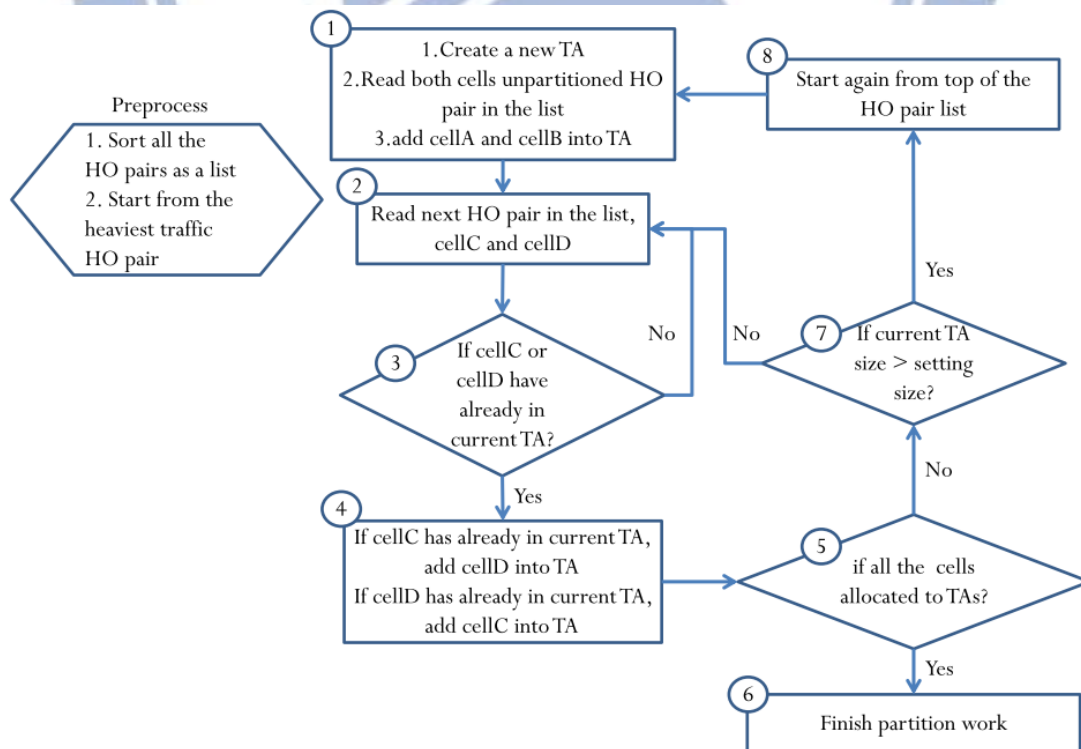 Preprocess
1. Sort all the
HO pairs as a list
2. Start from the
heaviest traffic
HO pair
1
1.Create a new TA
2.Read both cells unpartitioned HO
pair in the list
3.add cellA and cellB into TA
2
Read next HO pair in the list,
cellC and cellD
3
If cellC or
cellD have
already in
current TA?
No
Yes
4
If cellC has already in current TA,
add cellD into TA
If cellD has already in current TA,
add cellC into TA
5
if all the cells
allocated to TAs?
No
Yes
6
Finish partition work
7
If current TA
size > setting
size?
No
Yes
8
Start again from top of the
HO pair list